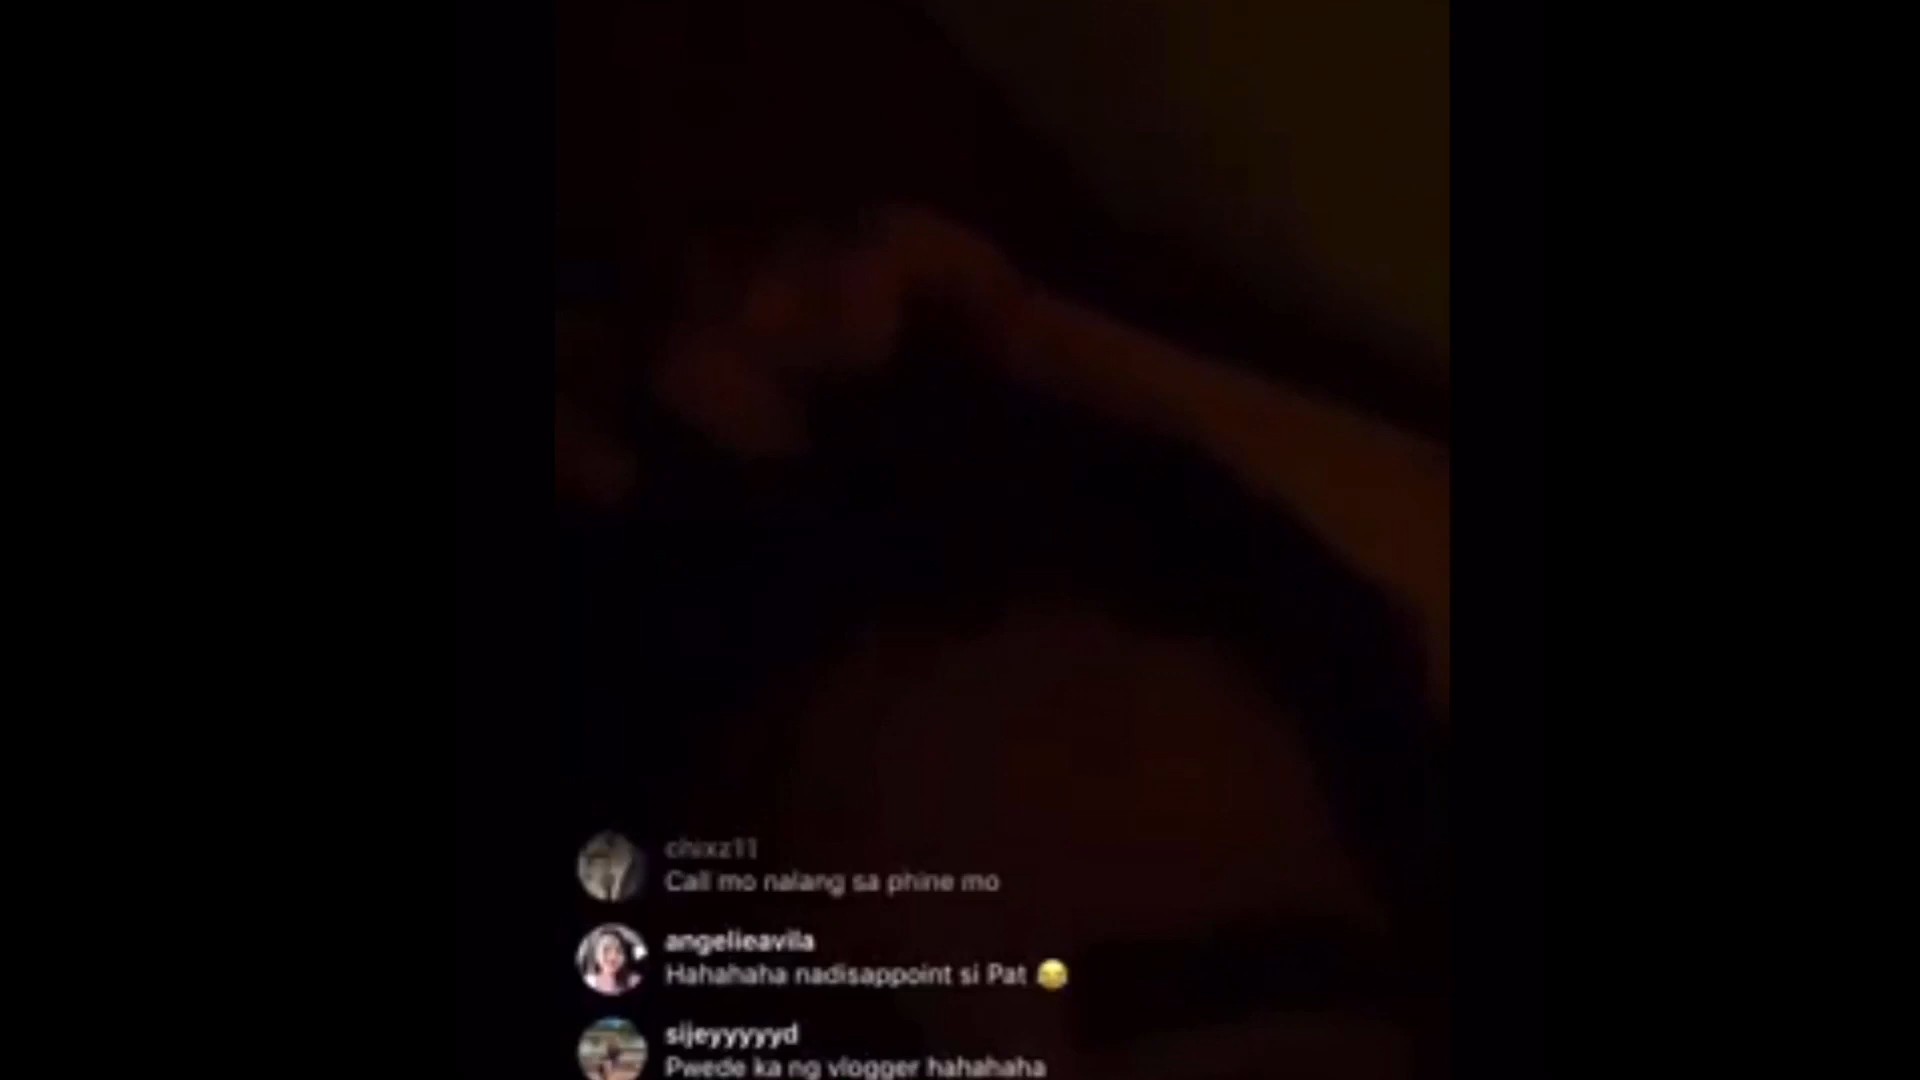 chixz11
Call mo nalang sa phine mo
angelieavila
Hahahaha nadisappoint si Pat 😂
sijeyyyyyd
Pwede ka ng vlogger hahahaha